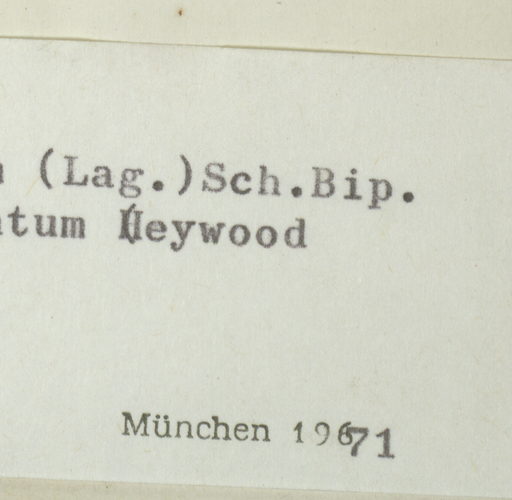 (Lag.)Sch.Bip.
tum Heywood
München 1971